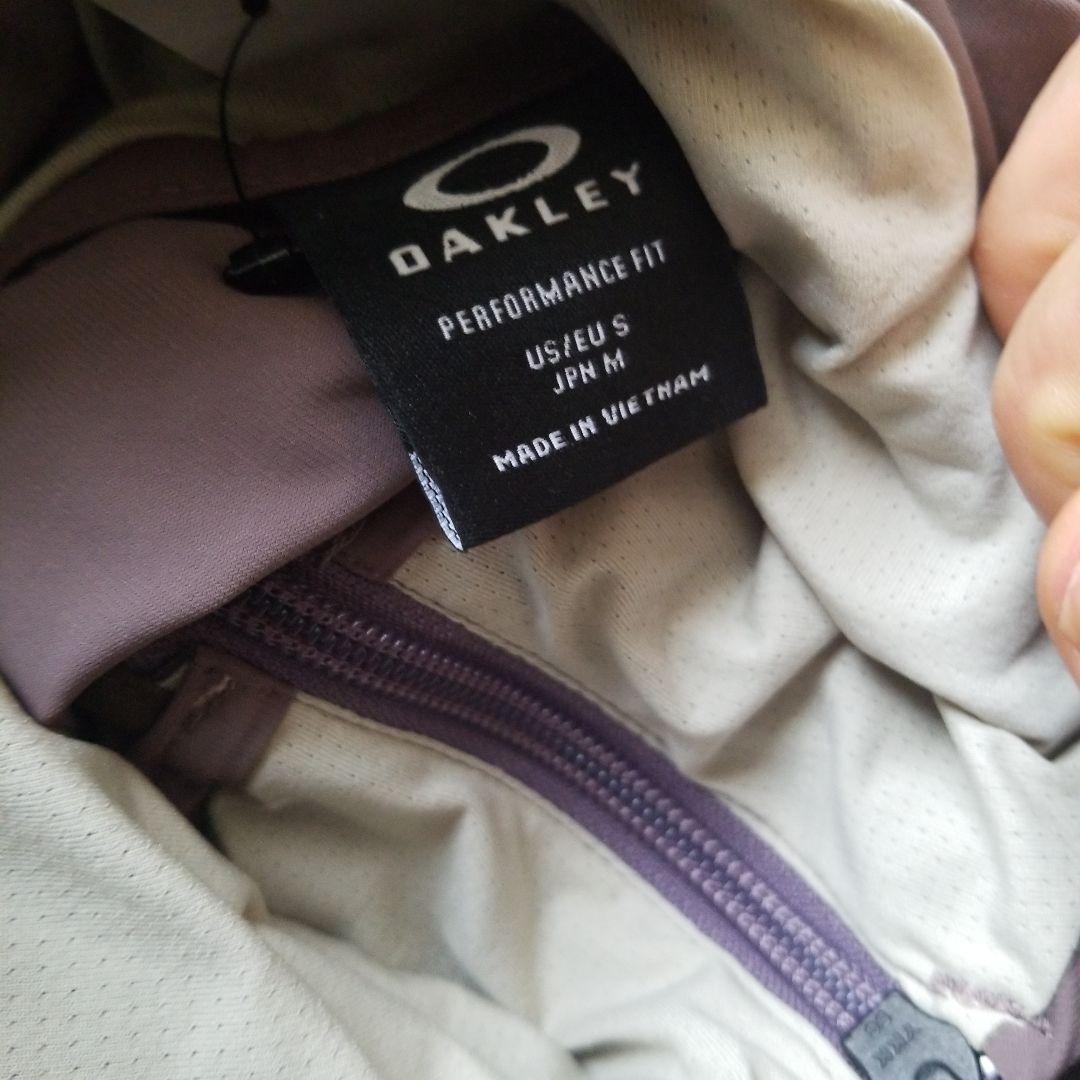 OAKLEY
PERFORMANCE FIT
US/EU S
JPN M
MADE IN VIETNAM